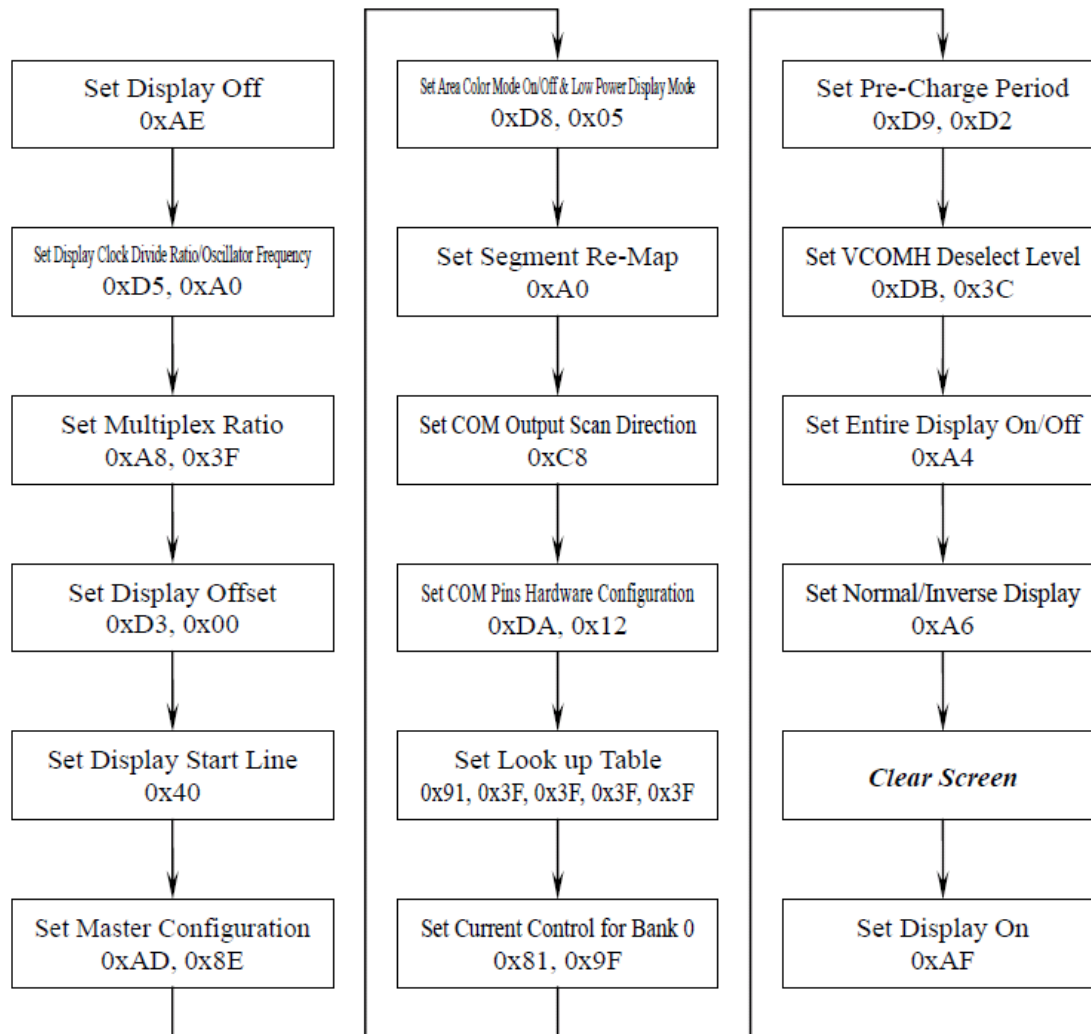 Set Display Off
0xAE
Set Display Clock Divide Ratio/Oscillator Frequency
0xD5, 0xA0
Set Multiplex Ratio
0xA8, 0x3F
Set Display Offset
0xD3, 0x00
Set Display Start Line
0x40
Set Master Configuration
0xAD, 0x8E
Set Area Color Mode On/Off & Low Power Display Mode
0xD8, 0x05
Set Segment Re-Map
0xA0
Set COM Output Scan Direction
0xC8
Set COM Pins Hardware Configuration
0xDA, 0x12
Set Look up Table
0x91, 0x3F, 0x3F, 0x3F, 0x3F
Set Current Control for Bank 0
0x81, 0x9F
Set Pre-Charge Period
0xD9, 0xD2
Set VCOMH Deselect Level
0xDB, 0x3C
Set Entire Display On/Off
0xA4
Set Normal/Inverse Display
0xA6
Clear Screen
Set Display On
0xAF